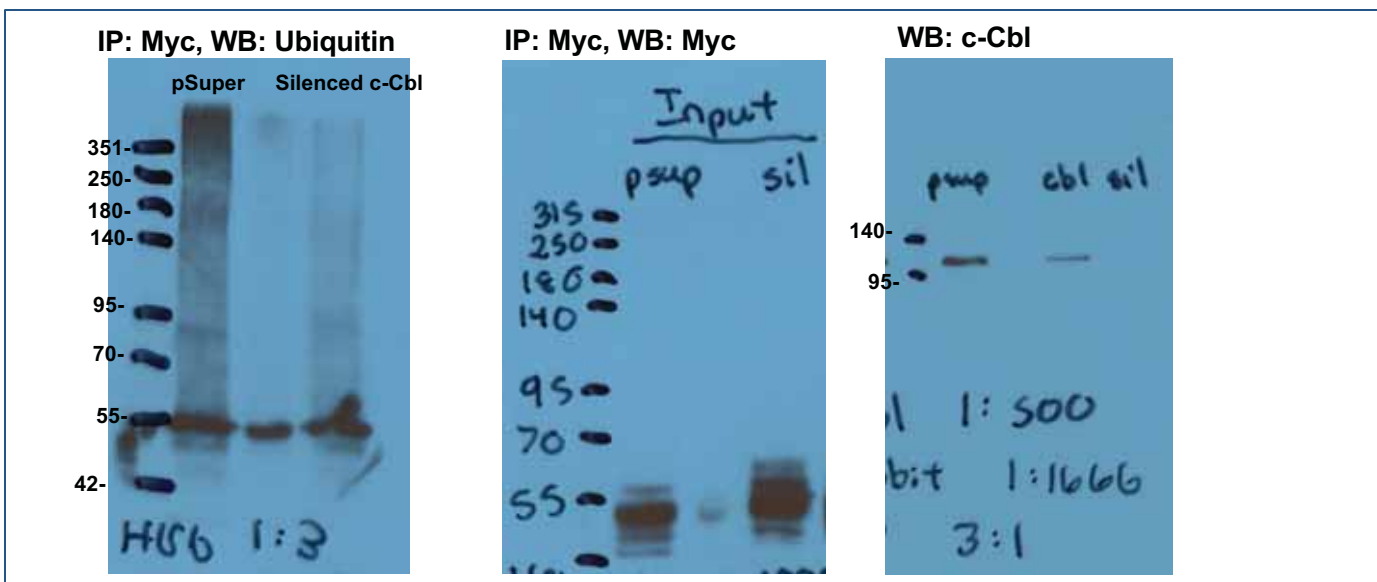 IP: Myc, WB: Ubiquitin
pSuper Silenced c-Cbl
351-
250-
180-
140-
95-
70-
55-
42-
1:3
IP: Myc, WB: Myc
Input
psup sil
315
250
180
140
95
70
55
WB: c-Cbl
psup cbl sil
140-
95-
1:500
bit 1:1666
3:1